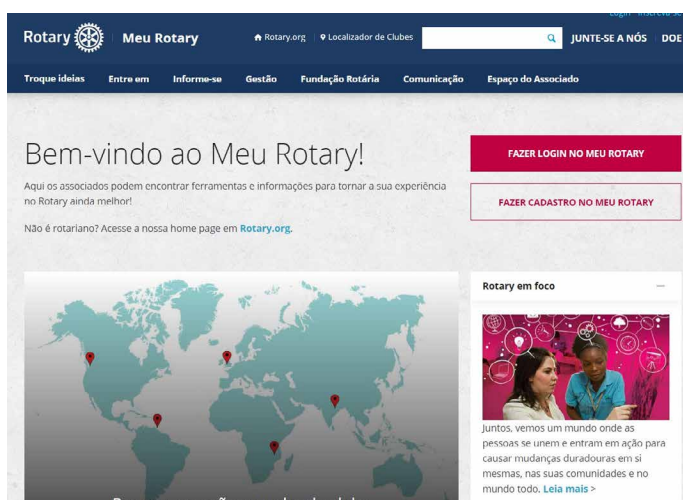 Login Inscreva-se
Rotary Meu Rotary
Rotary.org Localizador de Clubes
JUNTE-SE A NÓS DOE
Troque ideias Entre em Informe-se Gestão Fundação Rotária Comunicação Espaço do Associado
Bem-vindo ao Meu Rotary!
Aqui os associados podem encontrar ferramentas e informações para tornar a sua experiência
no Rotary ainda melhor!
Não é rotariano? Acesse a nossa home page em Rotary.org.
FAZER LOGIN NO MEU ROTARY
FAZER CADASTRO NO MEU ROTARY
Rotary em foco
Juntos, vemos um mundo onde as
pessoas se unem e entram em ação para
causar mudanças duradouras em si
mesmas, nas suas comunidades e no
mundo todo. Leia mais >